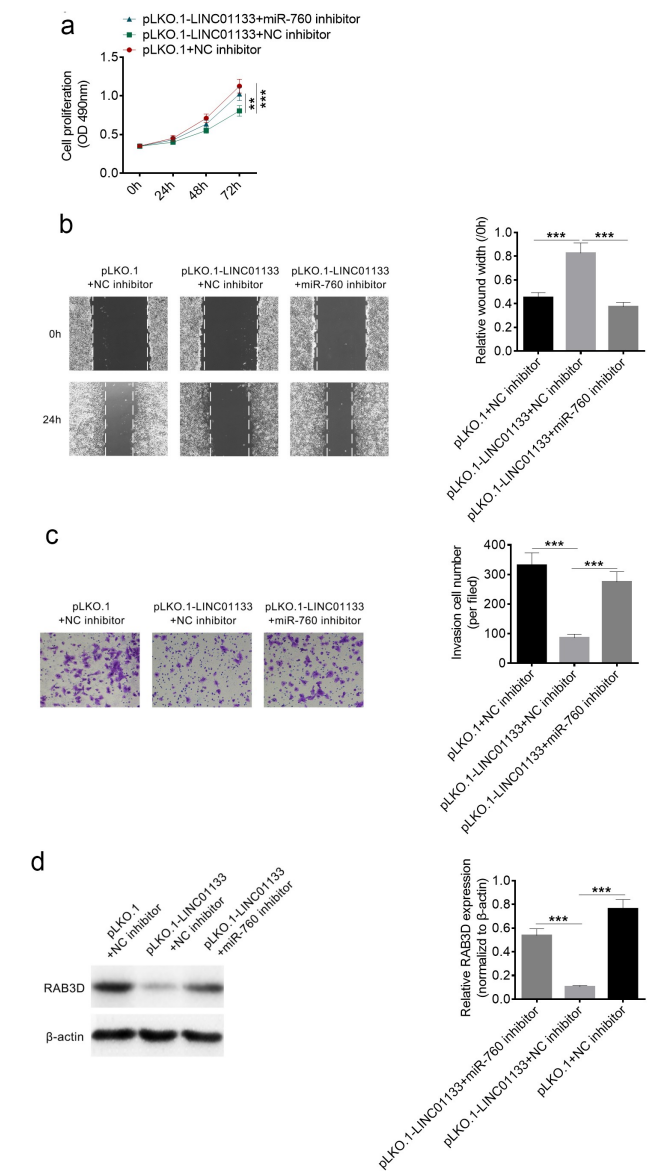 a
pLKO.1-LINC01133+miR-760 inhibitor
pLKO.1-LINC01133+NC inhibitor
pLKO.1+NC inhibitor
Cell proliferation
(OD 490nm)
1.5
1.0
0.5
0.0
0h
24h
48h
72h
**
***
b
pLKO.1
+NC inhibitor
pLKO.1-LINC01133
+NC inhibitor
pLKO.1-LINC01133
+miR-760 inhibitor
0h
24h
Relative wound width (/0h)
1.0
0.8
0.6
0.4
0.2
0.0
***
***
pLKO.1+NC inhibitor
pLKO.1-LINC01133+NC inhibitor
pLKO.1-LINC01133+miR-760 inhibitor
c
pLKO.1
+NC inhibitor
pLKO.1-LINC01133
+NC inhibitor
pLKO.1-LINC01133
+miR-760 inhibitor
Invasion cell number
(per filed)
400
300
200
100
0
***
***
pLKO.1+NC inhibitor
pLKO.1-LINC01133+NC inhibitor
pLKO.1-LINC01133+miR-760 inhibitor
d
pLKO.1
+NC inhibitor
pLKO.1-LINC01133
+NC inhibitor
pLKO.1-LINC01133
+miR-760 inhibitor
RAB3D
β-actin
Relative RAB3D expression
(normalizd to β-actin)
1.0
0.8
0.6
0.4
0.2
0.0
***
***
pLKO.1-LINC01133+miR-760 inhibitor
pLKO.1-LINC01133+NC inhibitor
pLKO.1+NC inhibitor